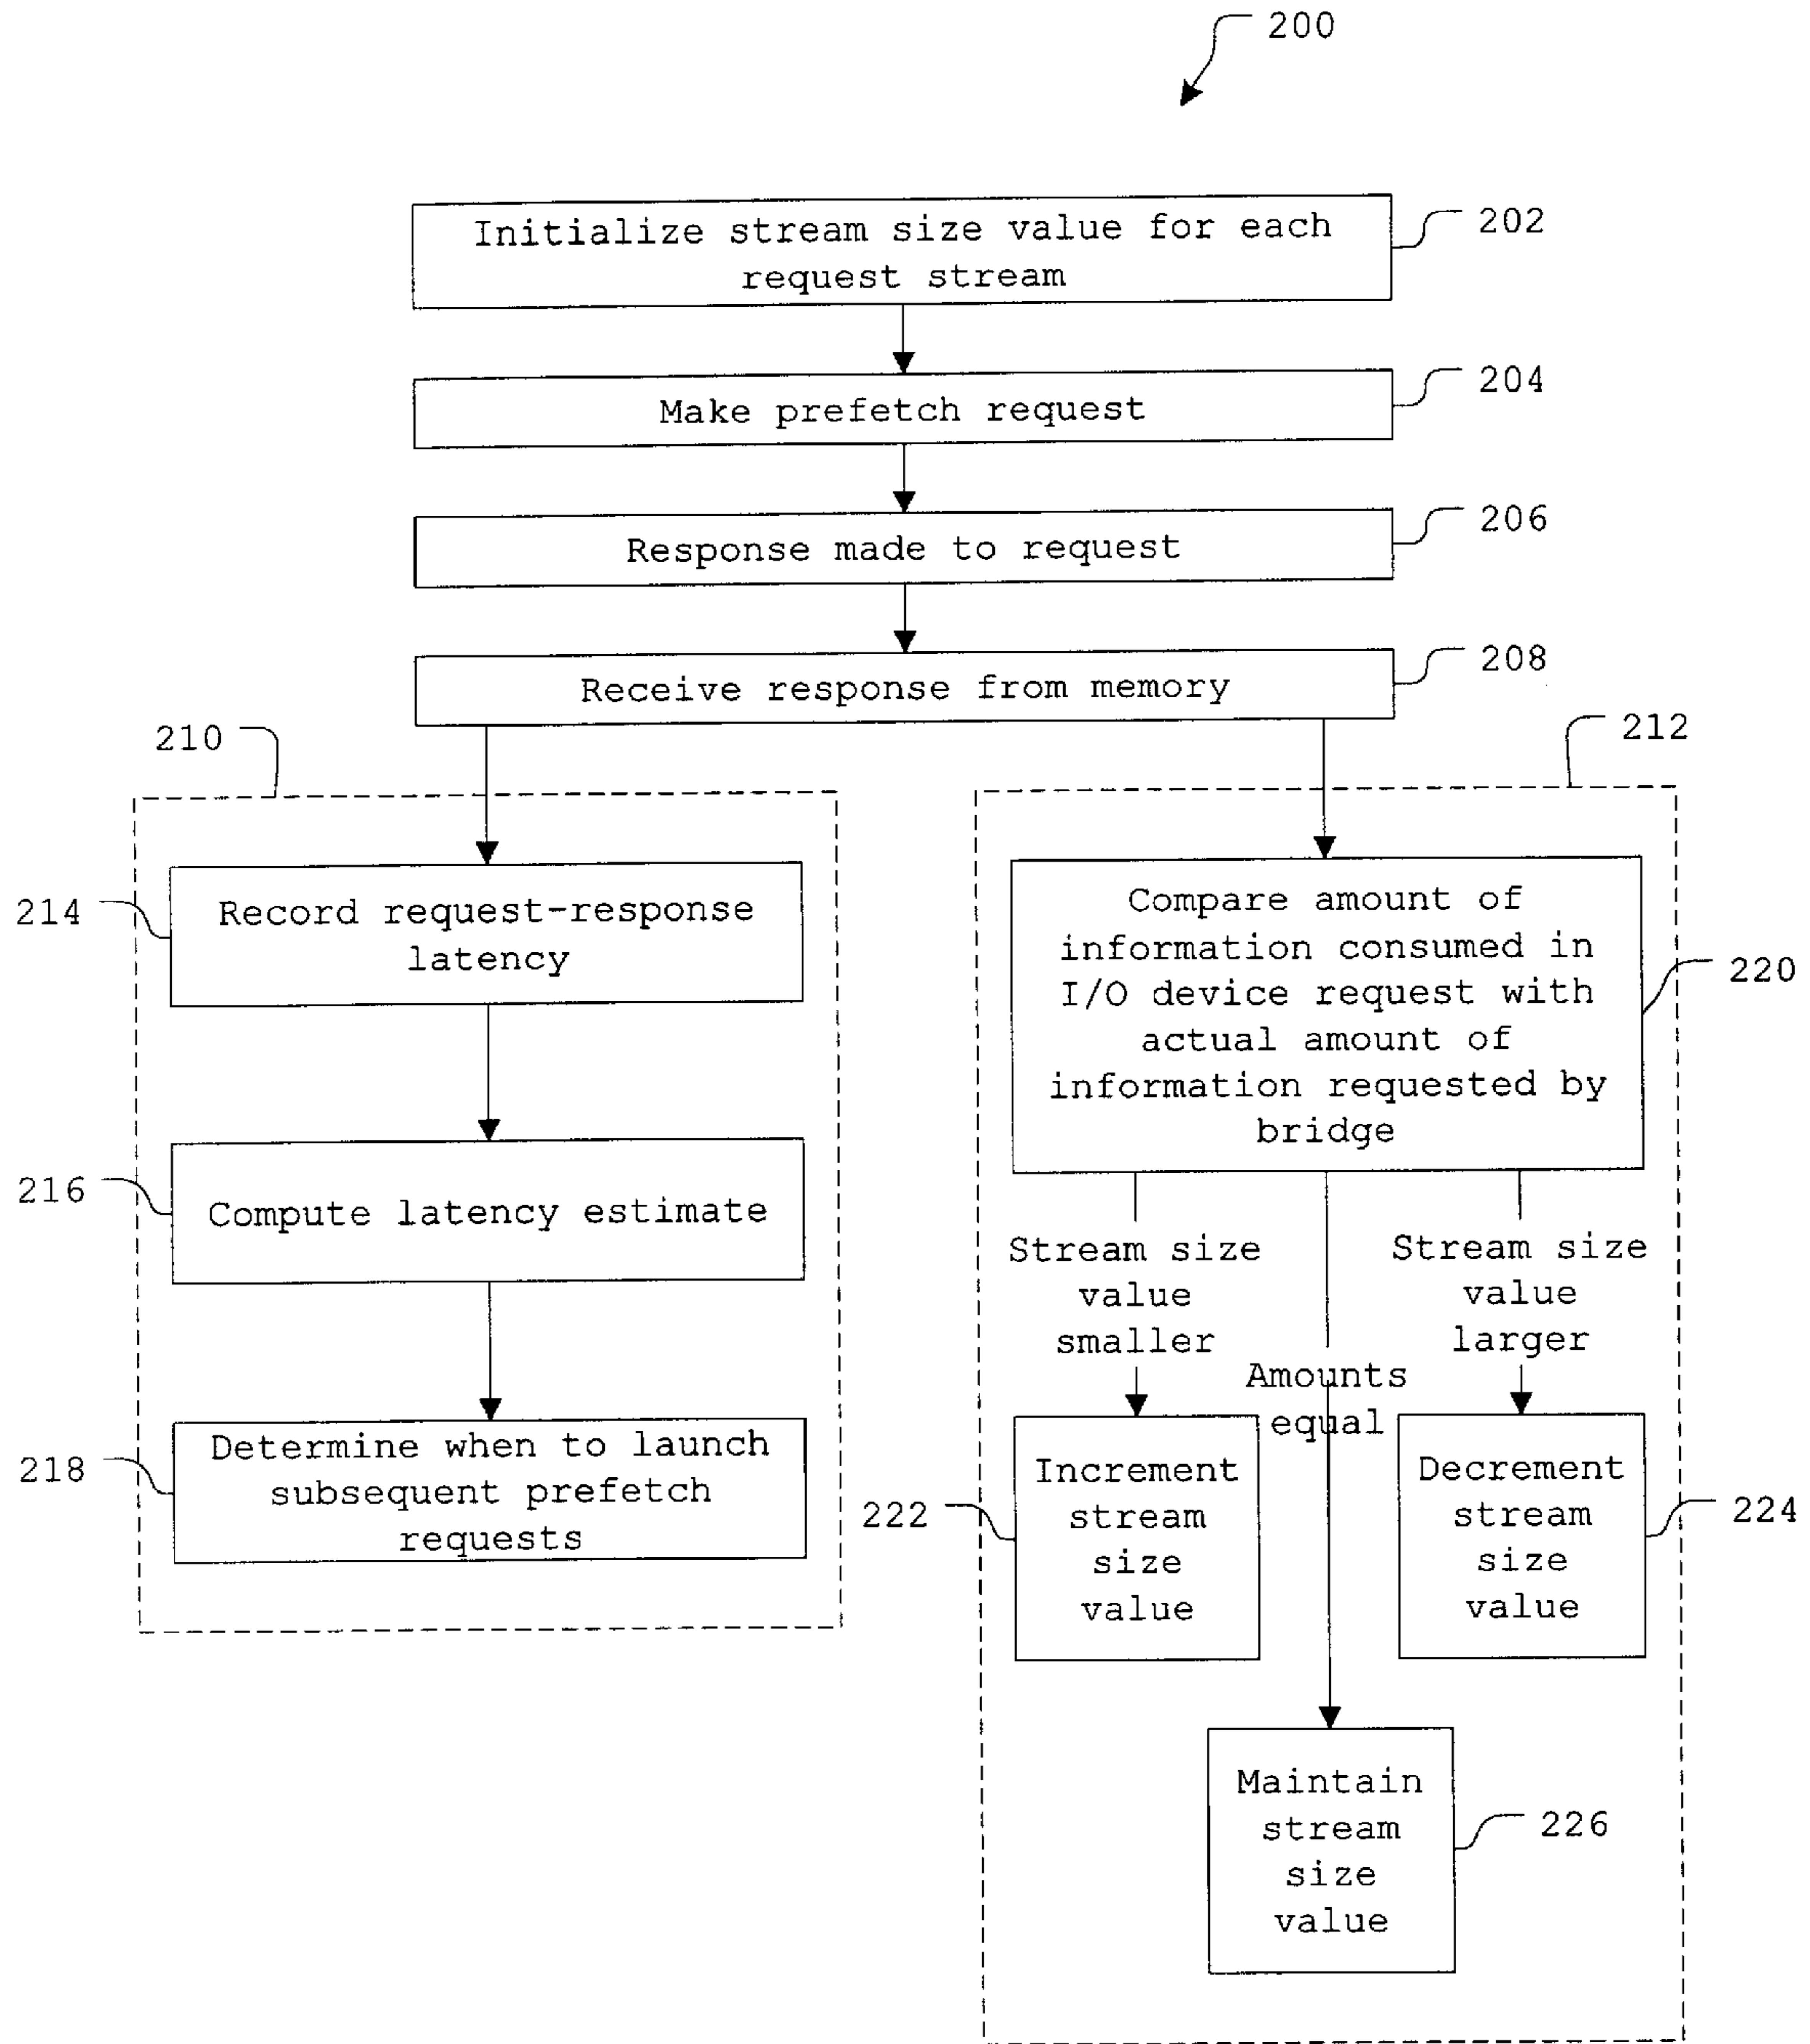 200
Initialize stream size value for each
request stream
202
Make prefetch request
204
Response made to request
206
Receive response from memory
208
210
212
214
Record request-response
latency
216
Compute latency estimate
218
Determine when to launch
subsequent prefetch
requests
Compare amount of
information consumed in
I/O device request with
actual amount of
information requested by
bridge
220
Stream size
value
smaller
Amounts
equal
Stream size
value
larger
222
Increment
stream
size
value
Decrement
stream
size
value
224
Maintain
stream
size
value
226